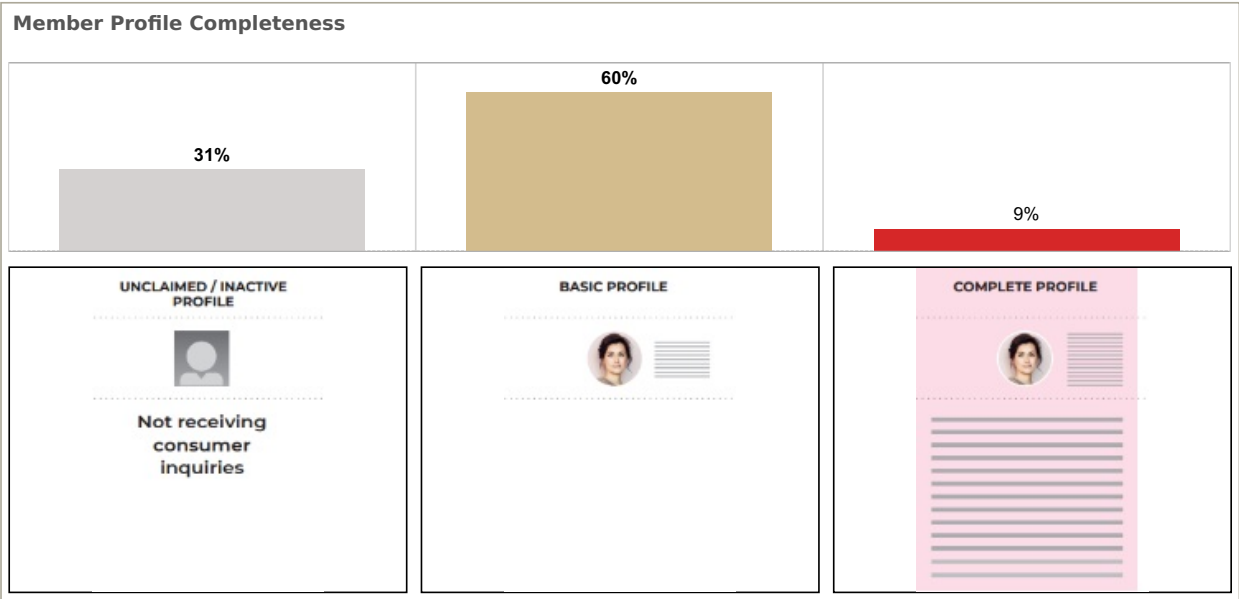 Member Profile Completeness
31%
60%
9%
UNCLAIMED / INACTIVE
PROFILE
Not receiving
consumer
inquiries
BASIC PROFILE
COMPLETE PROFILE